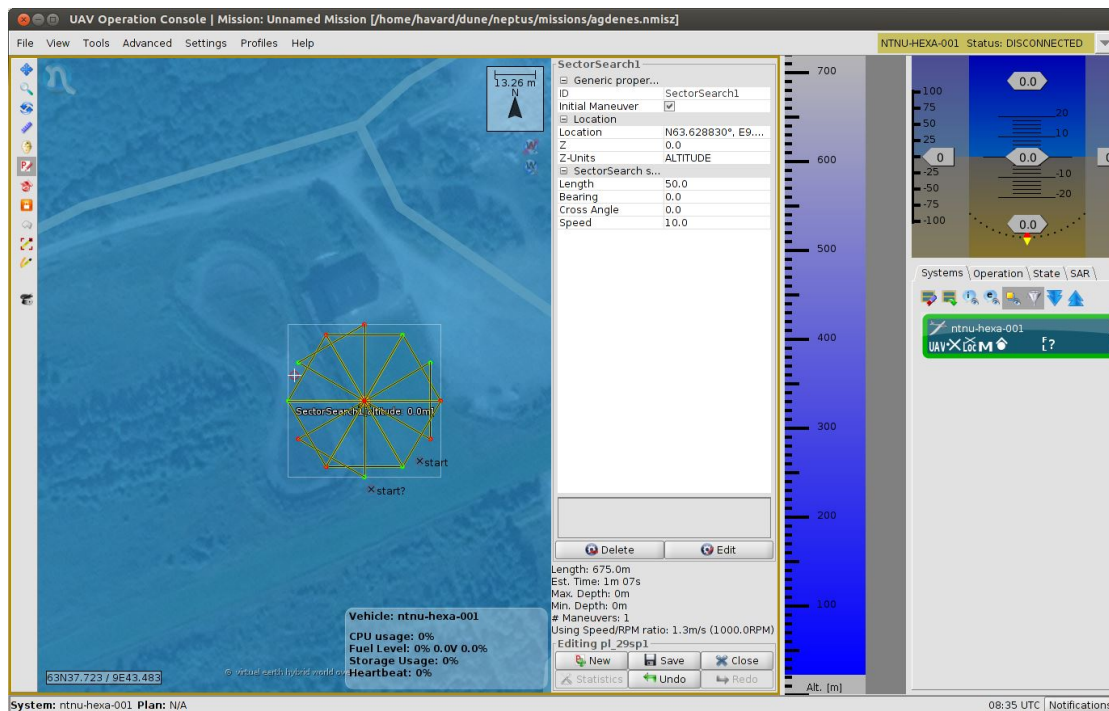 UAV Operation Console | Mission: Unnamed Mission [/home/havard/dune/neptus/missions/agdenes.nmisz]
File View Tools Advanced Settings Profiles Help
NTNU-HEXA-001 Status: DISCONNECTED
13.26 m
N
SectorSearch1
Generic proper...
ID SectorSearch1
Initial Maneuver
Location
Location N63.628830°, E9....
Z 0.0
Z-Units ALTITUDE
SectorSearch s...
Length 50.0
Bearing 0.0
Cross Angle 0.0
Speed 10.0
SectorSearch1
0.0m
start
start?
Delete Edit
Length: 675.0m
Est. Time: 1m 07s
Max. Depth: 0m
Min. Depth: 0m
# Maneuvers: 1
Using Speed/RPM ratio: 1.3m/s (1000.0RPM)
Editing pl_29sp1
New Save Close
Statistics Undo Redo
Vehicle: ntnu-hexa-001
CPU usage: 0%
Fuel Level: 0% 0.0V 0.0%
Storage Usage: 0%
Heartbeat: 0%
© virtual earth hybrid world
63N37.723 / 9E43.483
700
600
500
400
300
200
100
Alt. [m]
100
75
50
25
0
-25
-50
-75
-100
0.0
20
10
0.0
-10
-20
0.0
Systems Operation State SAR
ntnu-hexa-001
UAV LOC M F L ?
System: ntnu-hexa-001 Plan: N/A
08:35 UTC Notifications